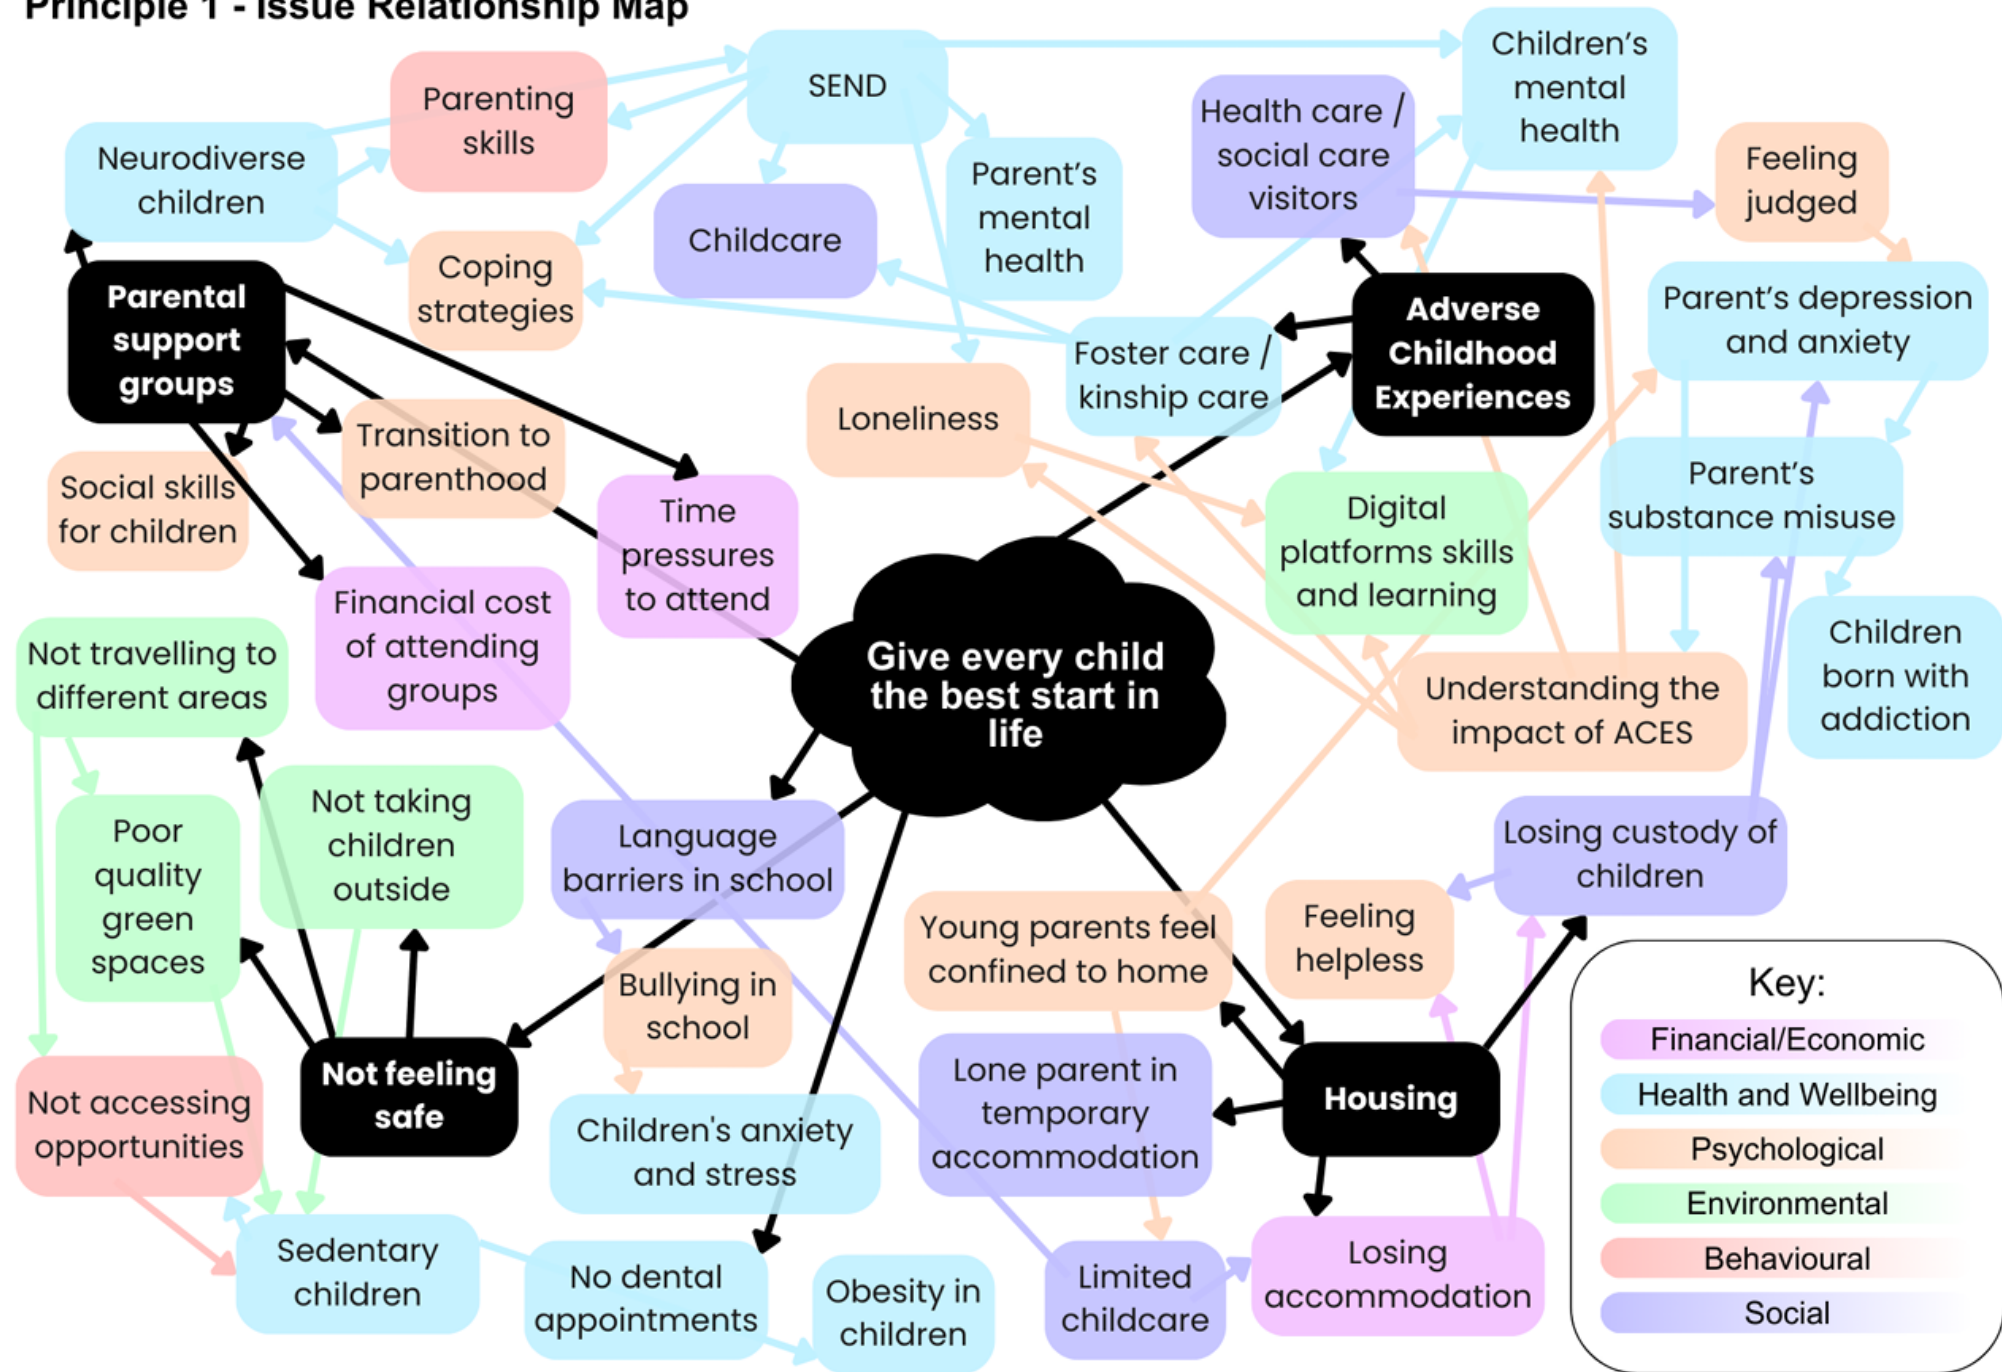 Principle 1 - Issue Relationship Map
Neurodiverse
children
Parenting
skills
SEND
Children's
mental
health
Health care /
social care
visitors
Feeling
judged
Parent's
mental
health
Childcare
Coping
strategies
Parental
support
groups
Adverse
Childhood
Experiences
Parent's depression
and anxiety
Foster care /
kinship care
Loneliness
Transition to
parenthood
Social skills
for children
Time
pressures
to attend
Digital
platforms skills
and learning
Parent's
substance misuse
Financial cost
of attending
groups
Not travelling to
different areas
Give every child
the best start in
life
Understanding the
impact of ACES
Children
born with
addiction
Not taking
children
outside
Poor
quality
green
spaces
Language
barriers in school
Losing custody of
children
Young parents feel
confined to home
Feeling
helpless
Bullying in
school
Not feeling
safe
Not accessing
opportunities
Lone parent in
temporary
accommodation
Housing
Children's anxiety
and stress
Sedentary
children
No dental
appointments
Obesity in
children
Limited
childcare
Losing
accommodation
Key:
Financial/Economic
Health and Wellbeing
Psychological
Environmental
Behavioural
Social